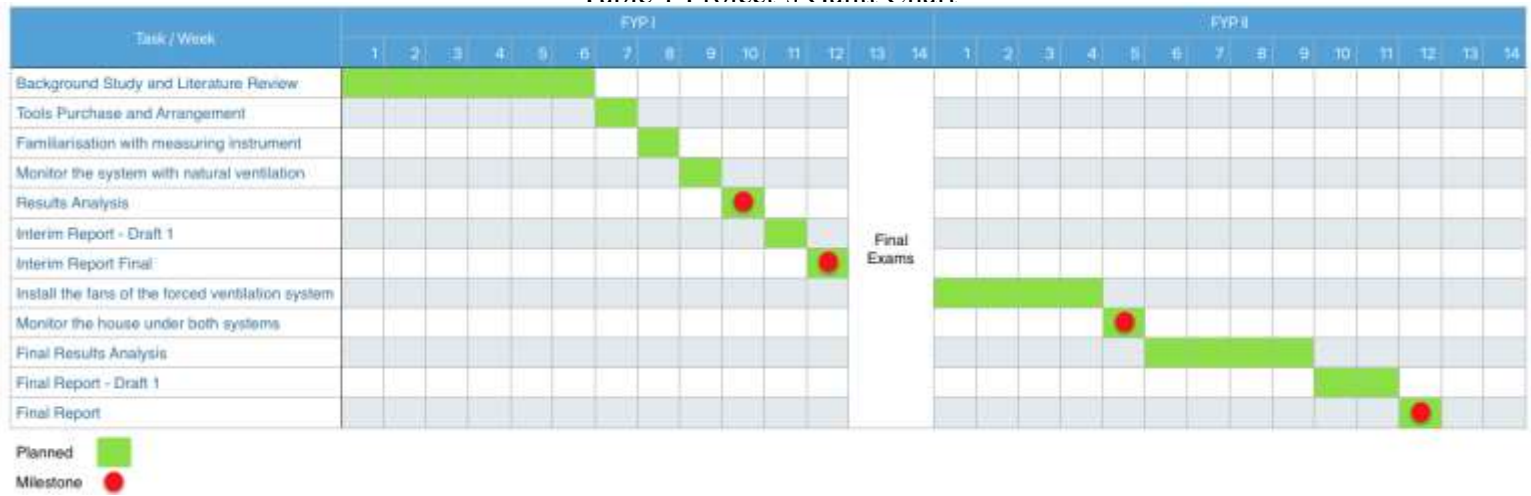 FYP I FYP II
Task / Week
1 2 3 4 5 6 7 8 9 10 11 12 13 14 1 2 3 4 5 6 7 8 9 10 11 12 13 14
Background Study and Literature Review
Tools Purchase and Arrangement
Familiarisation with measuring instrument
Monitor the system with natural ventilation
Results Analysis
Interim Report - Draft 1
Interim Report Final
Final
Exams
Install the fans of the forced ventilation system
Monitor the house under both systems
Final Results Analysis
Final Report - Draft 1
Final Report
Planned
Milestone